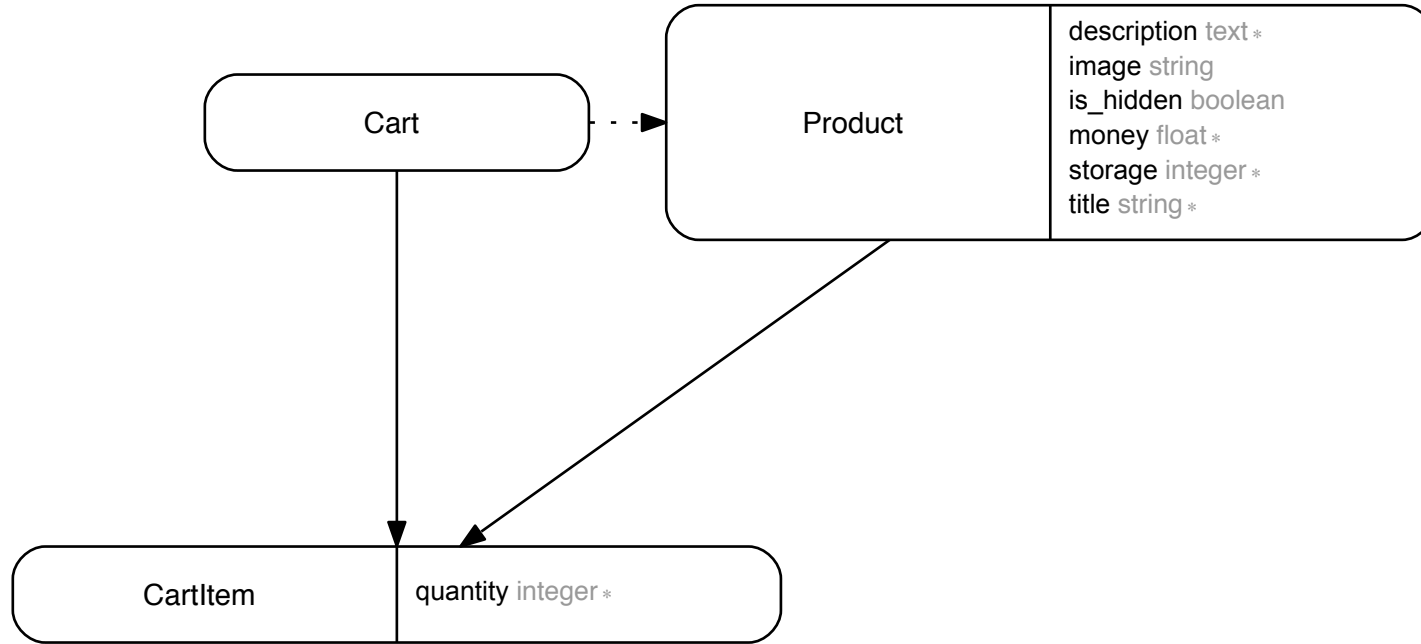 Cart
Product
description text *
image string
is_hidden boolean
money float *
storage integer *
title string *
CartItem
quantity integer *